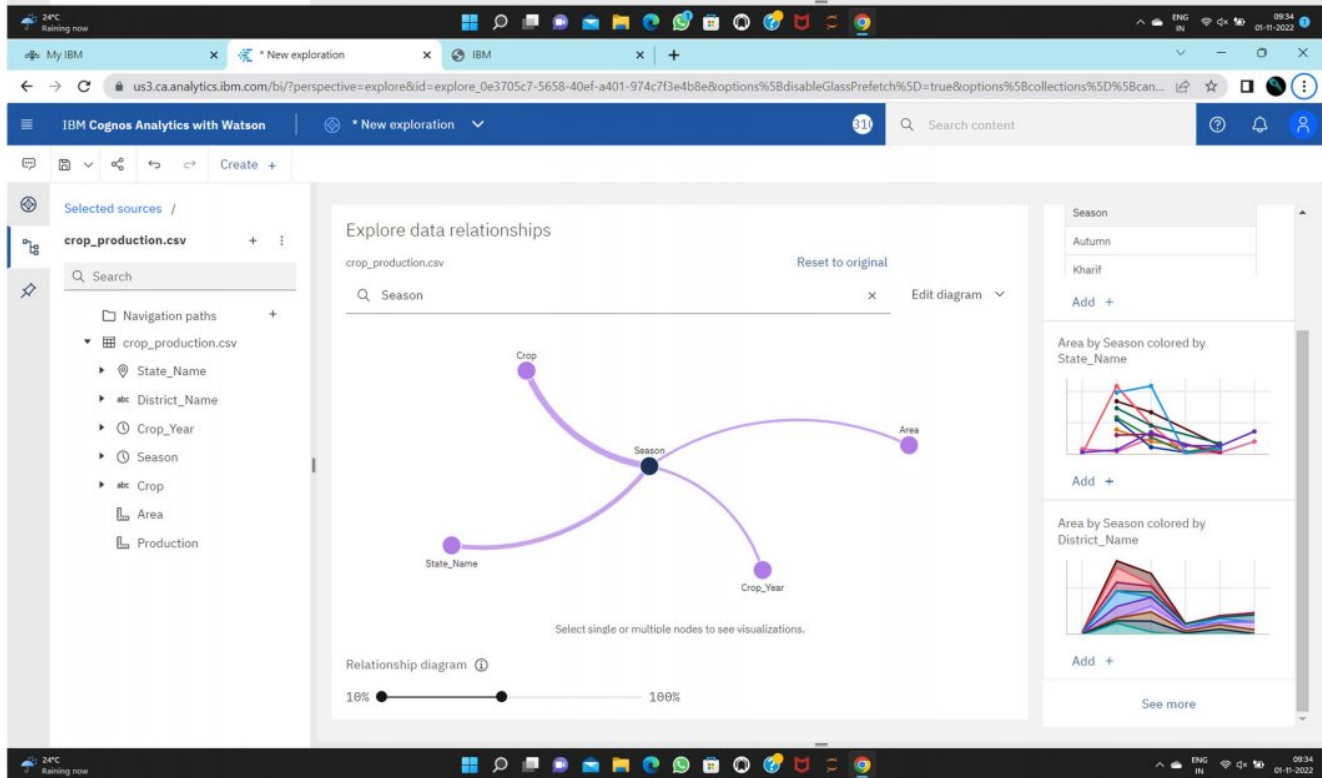 24°C
Raining now
ENG
IN
09:34
01-11-2022
My IBM
* New exploration
IBM
us3.ca.analytics.ibm.com/bi/?perspective=explore&id=explore_0e3705c7-5658-40ef-a401-974c7f3e4b8e&options%5BdisableGlassPrefetch%5D=true&options%5Bcollections%5D%5Bcan...
IBM Cognos Analytics with Watson
* New exploration
Search content
Create +
Selected sources /
crop_production.csv
Search
Navigation paths
crop_production.csv
State_Name
abc District_Name
Crop_Year
Season
abc Crop
Area
Production
Explore data relationships
crop_production.csv
Reset to original
Season
Edit diagram
Crop
Area
Season
State_Name
Crop_Year
Select single or multiple nodes to see visualizations.
Relationship diagram
10%
100%
Season
Autumn
Kharif
Add +
Area by Season colored by
State_Name
Add +
Area by Season colored by
District_Name
Add +
See more
24°C
Raining now
ENG
IN
09:34
01-11-2022